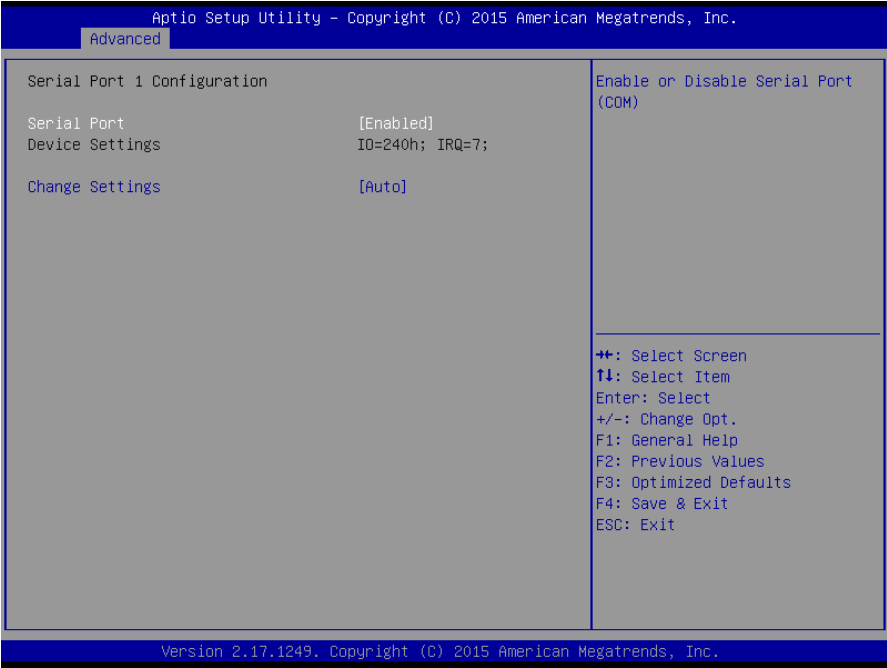 Aptio Setup Utility – Copyright (C) 2015 American Megatrends, Inc.
Advanced
Serial Port 1 Configuration
Serial Port [Enabled]
Device Settings IO=240h; IRQ=7;
Change Settings [Auto]
Enable or Disable Serial Port
(COM)
→←: Select Screen
↑↓: Select Item
Enter: Select
+/-: Change Opt.
F1: General Help
F2: Previous Values
F3: Optimized Defaults
F4: Save & Exit
ESC: Exit
Version 2.17.1249. Copyright (C) 2015 American Megatrends, Inc.